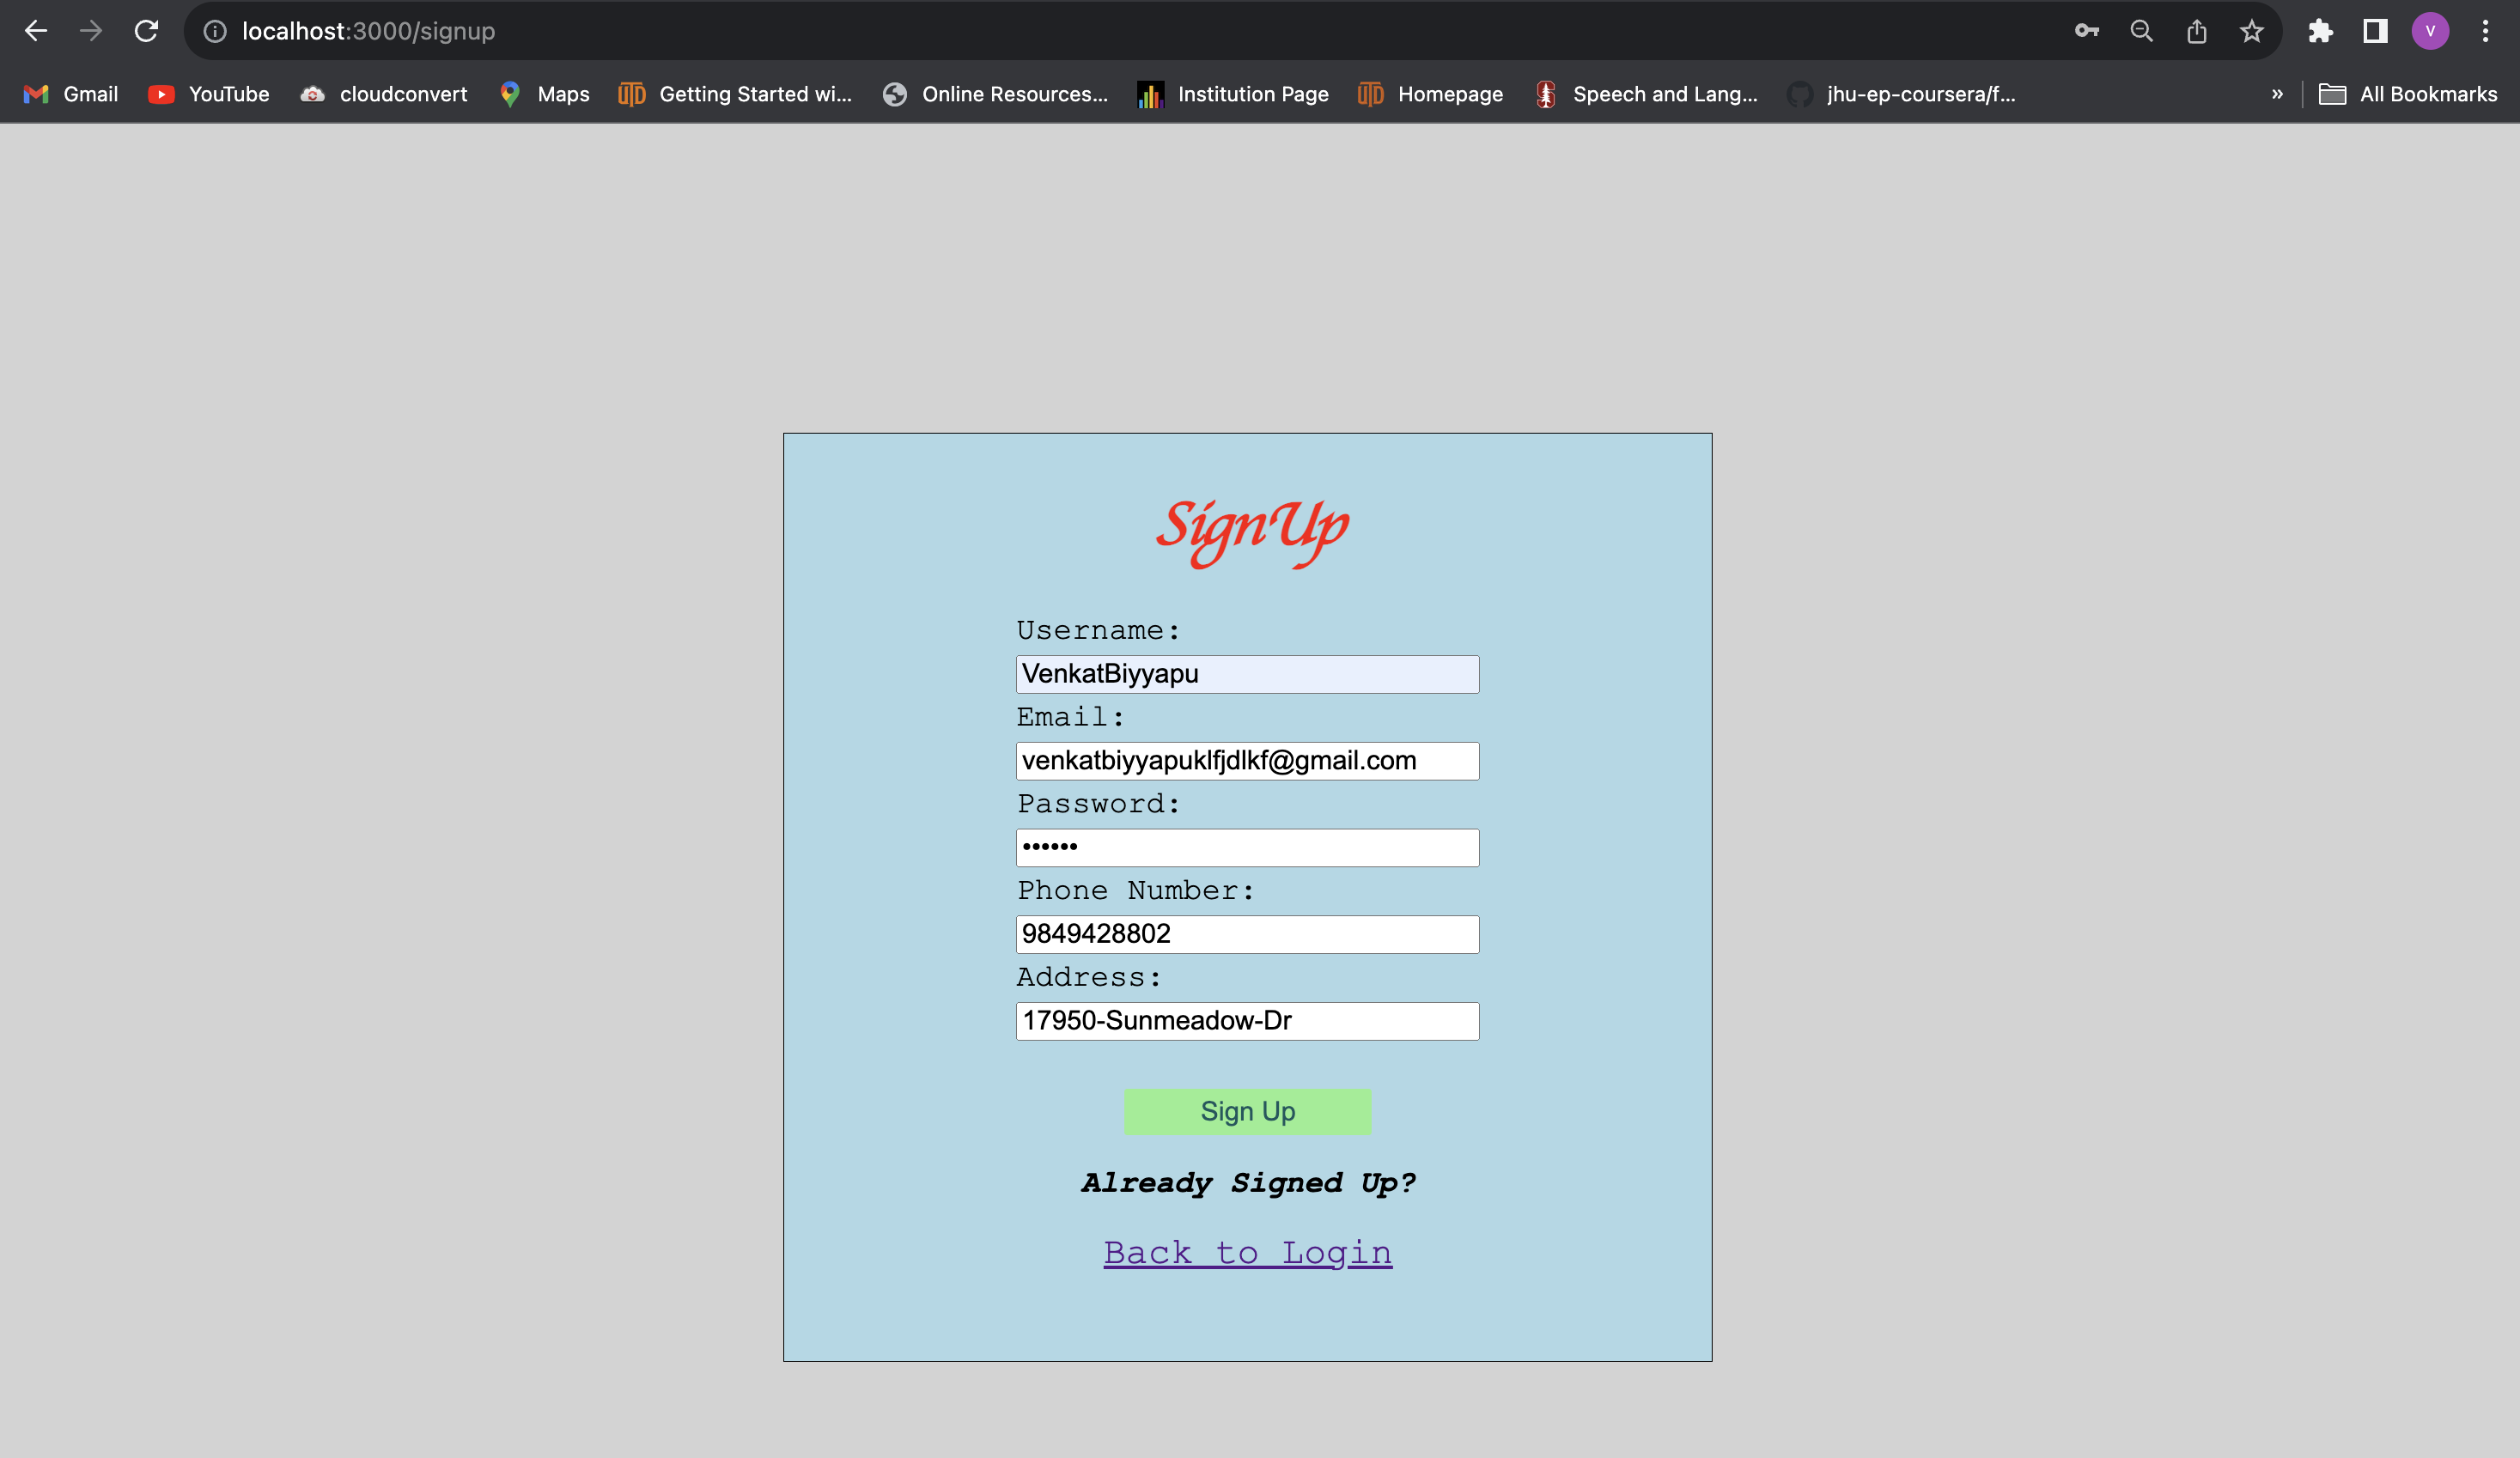 localhost:3000/signup
V
Gmail YouTube cloudconvert Maps Getting Started wi... Online Resources... Institution Page Homepage Speech and Lang... jhu-ep-coursera/f... » All Bookmarks
SignUp
Username:
VenkatBiyyapu
Email:
venkatbiyyapuklfjdlkf@gmail.com
Password:
••••••
Phone Number:
9849428802
Address:
17950-Sunmeadow-Dr
Sign Up
Already Signed Up?
Back to Login